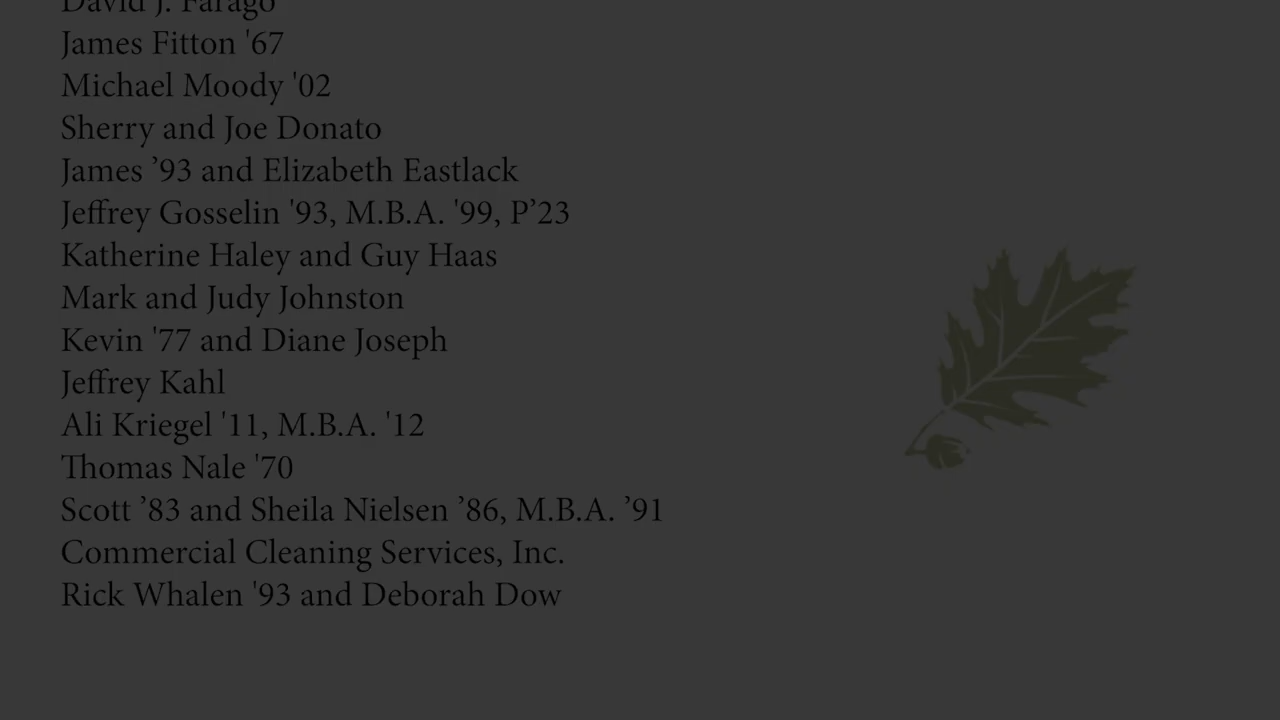 David J. Farago
James Fitton '67
Michael Moody '02
Sherry and Joe Donato
James ’93 and Elizabeth Eastlack
Jeffrey Gosselin '93, M.B.A. '99, P’23
Katherine Haley and Guy Haas
Mark and Judy Johnston
Kevin '77 and Diane Joseph
Jeffrey Kahl
Ali Kriegel '11, M.B.A. '12
Thomas Nale '70
Scott ’83 and Sheila Nielsen ’86, M.B.A. ’91
Commercial Cleaning Services, Inc.
Rick Whalen '93 and Deborah Dow